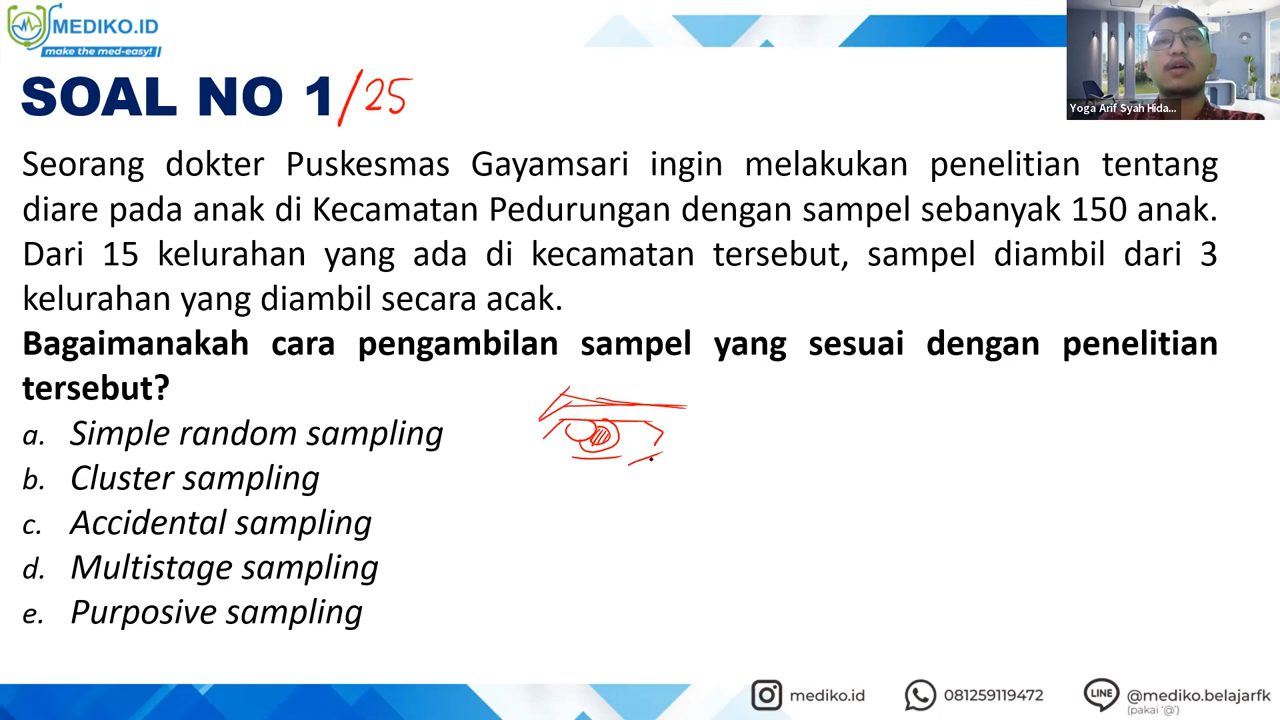 MEDIKO.ID
make the med-easy!
Yoga Arif Syah Hida...
SOAL NO 1/25
Seorang dokter Puskesmas Gayamsari ingin melakukan penelitian tentang
diare pada anak di Kecamatan Pedurungan dengan sampel sebanyak 150 anak.
Dari 15 kelurahan yang ada di kecamatan tersebut, sampel diambil dari 3
kelurahan yang diambil secara acak.
Bagaimanakah cara pengambilan sampel yang sesuai dengan penelitian
tersebut?
a. Simple random sampling
b. Cluster sampling
c. Accidental sampling
d. Multistage sampling
e. Purposive sampling
mediko.id
081259119472
LINE
@mediko.belajarfk
(pakai '@')